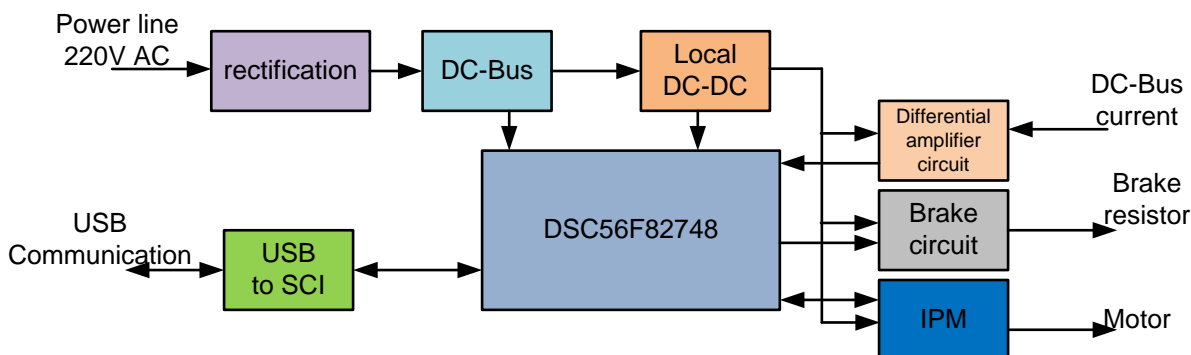 Power line
220V AC
rectification
DC-Bus
Local
DC-DC
DC-Bus
current
Differential
amplifier
circuit
Brake
resistor
DSC56F82748
Brake
circuit
USB
Communication
USB
to SCI
IPM
Motor